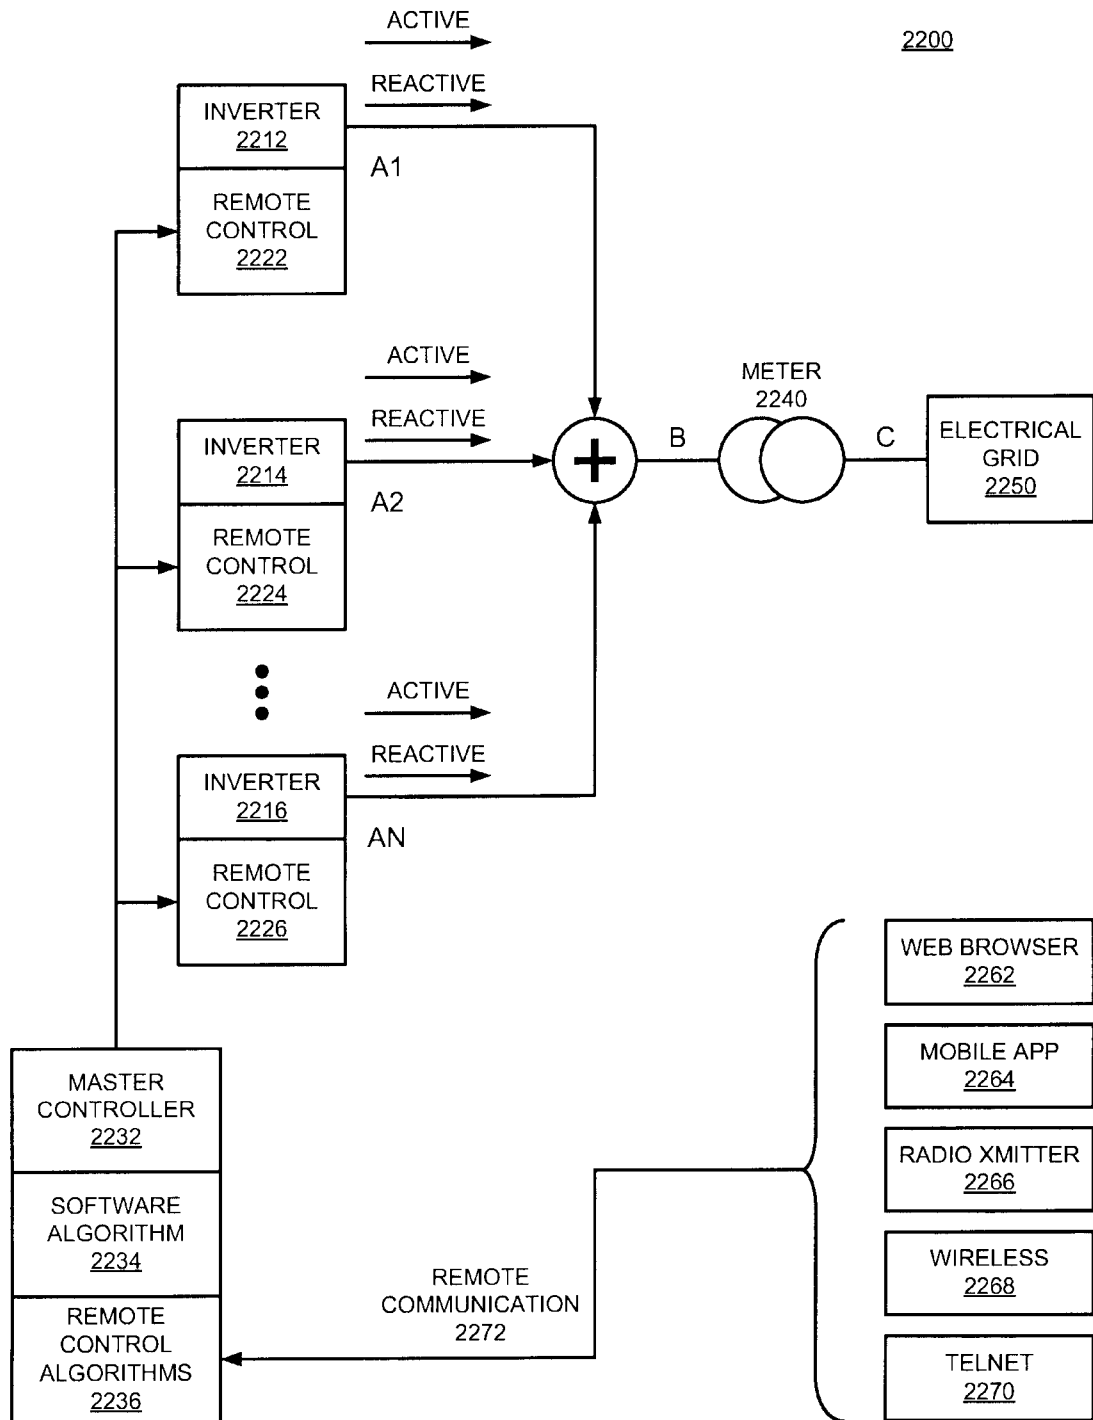 ACTIVE
2200
REACTIVE
INVERTER
2212
A1
REMOTE
CONTROL
2222
ACTIVE
REACTIVE
INVERTER
2214
A2
REMOTE
CONTROL
2224
METER
2240
B
C
ELECTRICAL
GRID
2250
ACTIVE
REACTIVE
INVERTER
2216
AN
REMOTE
CONTROL
2226
MASTER
CONTROLLER
2232
SOFTWARE
ALGORITHM
2234
REMOTE
CONTROL
ALGORITHMS
2236
REMOTE
COMMUNICATION
2272
WEB BROWSER
2262
MOBILE APP
2264
RADIO XMITTER
2266
WIRELESS
2268
TELNET
2270